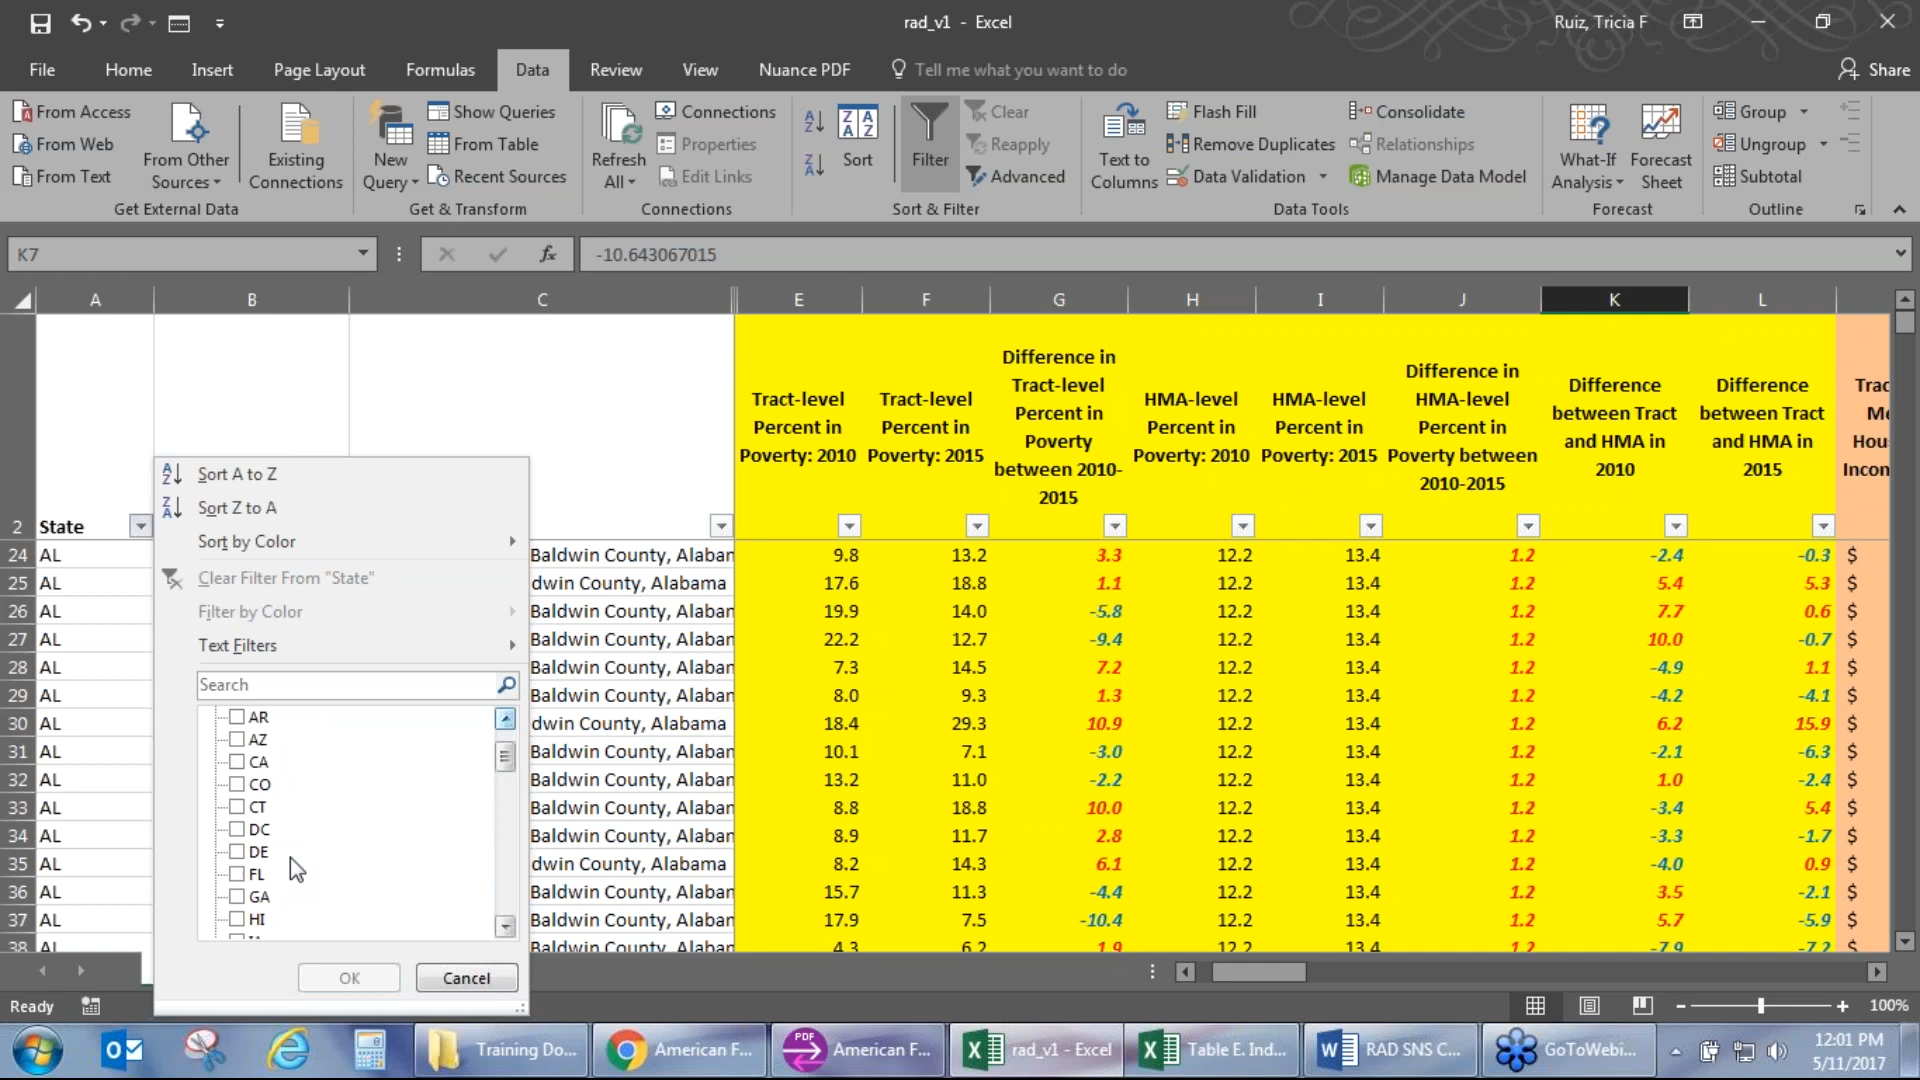 rad_v1 - Excel
Ruiz, Tricia F
File Home Insert Page Layout Formulas Data Review View Nuance PDF Tell me what you want to do Share
From Access
From Web
From Text
From Other
Sources
Get External Data
Existing
Connections
New
Query
Show Queries
From Table
Recent Sources
Get & Transform
Refresh
All
Connections
Properties
Edit Links
Connections
Sort
Filter
Clear
Reapply
Advanced
Sort & Filter
Text to
Columns
Flash Fill
Remove Duplicates
Data Validation
Consolidate
Relationships
Manage Data Model
Data Tools
What-If
Analysis
Forecast
Sheet
Forecast
Group
Ungroup
Subtotal
Outline
K7 fx -10.643067015
A B C E F G H I J K L
Tract-level
Percent in
Poverty: 2010
Tract-level
Percent in
Poverty: 2015
Difference in
Tract-level
Percent in
Poverty
between 2010-
2015
HMA-level
Percent in
Poverty: 2010
HMA-level
Percent in
Poverty: 2015
Difference in
HMA-level
Percent in
Poverty between
2010-2015
Difference
between Tract
and HMA in
2010
Difference
between Tract
and HMA in
2015
2 State
24 AL Baldwin County, Alaban 9.8 13.2 3.3 12.2 13.4 1.2 -2.4 -0.3 $
25 AL dwin County, Alabama 17.6 18.8 1.1 12.2 13.4 1.2 5.4 5.3 $
26 AL Baldwin County, Alaban 19.9 14.0 -5.8 12.2 13.4 1.2 7.7 0.6 $
27 AL Baldwin County, Alaban 22.2 12.7 -9.4 12.2 13.4 1.2 10.0 -0.7 $
28 AL Baldwin County, Alaban 7.3 14.5 7.2 12.2 13.4 1.2 -4.9 1.1 $
29 AL Baldwin County, Alaban 8.0 9.3 1.3 12.2 13.4 1.2 -4.2 -4.1 $
30 AL dwin County, Alabama 18.4 29.3 10.9 12.2 13.4 1.2 6.2 15.9 $
31 AL Baldwin County, Alaban 10.1 7.1 -3.0 12.2 13.4 1.2 -2.1 -6.3 $
32 AL Baldwin County, Alaban 13.2 11.0 -2.2 12.2 13.4 1.2 1.0 -2.4 $
33 AL Baldwin County, Alaban 8.8 18.8 10.0 12.2 13.4 1.2 -3.4 5.4 $
34 AL Baldwin County, Alaban 8.9 11.7 2.8 12.2 13.4 1.2 -3.3 -1.7 $
35 AL dwin County, Alabama 8.2 14.3 6.1 12.2 13.4 1.2 -4.0 0.9 $
36 AL Baldwin County, Alaban 15.7 11.3 -4.4 12.2 13.4 1.2 3.5 -2.1 $
37 AL Baldwin County, Alaban 17.9 7.5 -10.4 12.2 13.4 1.2 5.7 -5.9 $
38 AL Baldwin County, Alaban 4.3 6.2 1.9 12.2 13.4 1.2 -7.9 -7.2 $
Sort A to Z
Sort Z to A
Sort by Color
Clear Filter From "State"
Filter by Color
Text Filters
Search
AR
AZ
CA
CO
CT
DC
DE
FL
GA
HI
OK Cancel
Ready 100%
Training Do... American F... American F... rad_v1 - Excel Table E. Ind... RAD SNS C... GoToWebi...
12:01 PM
5/11/2017